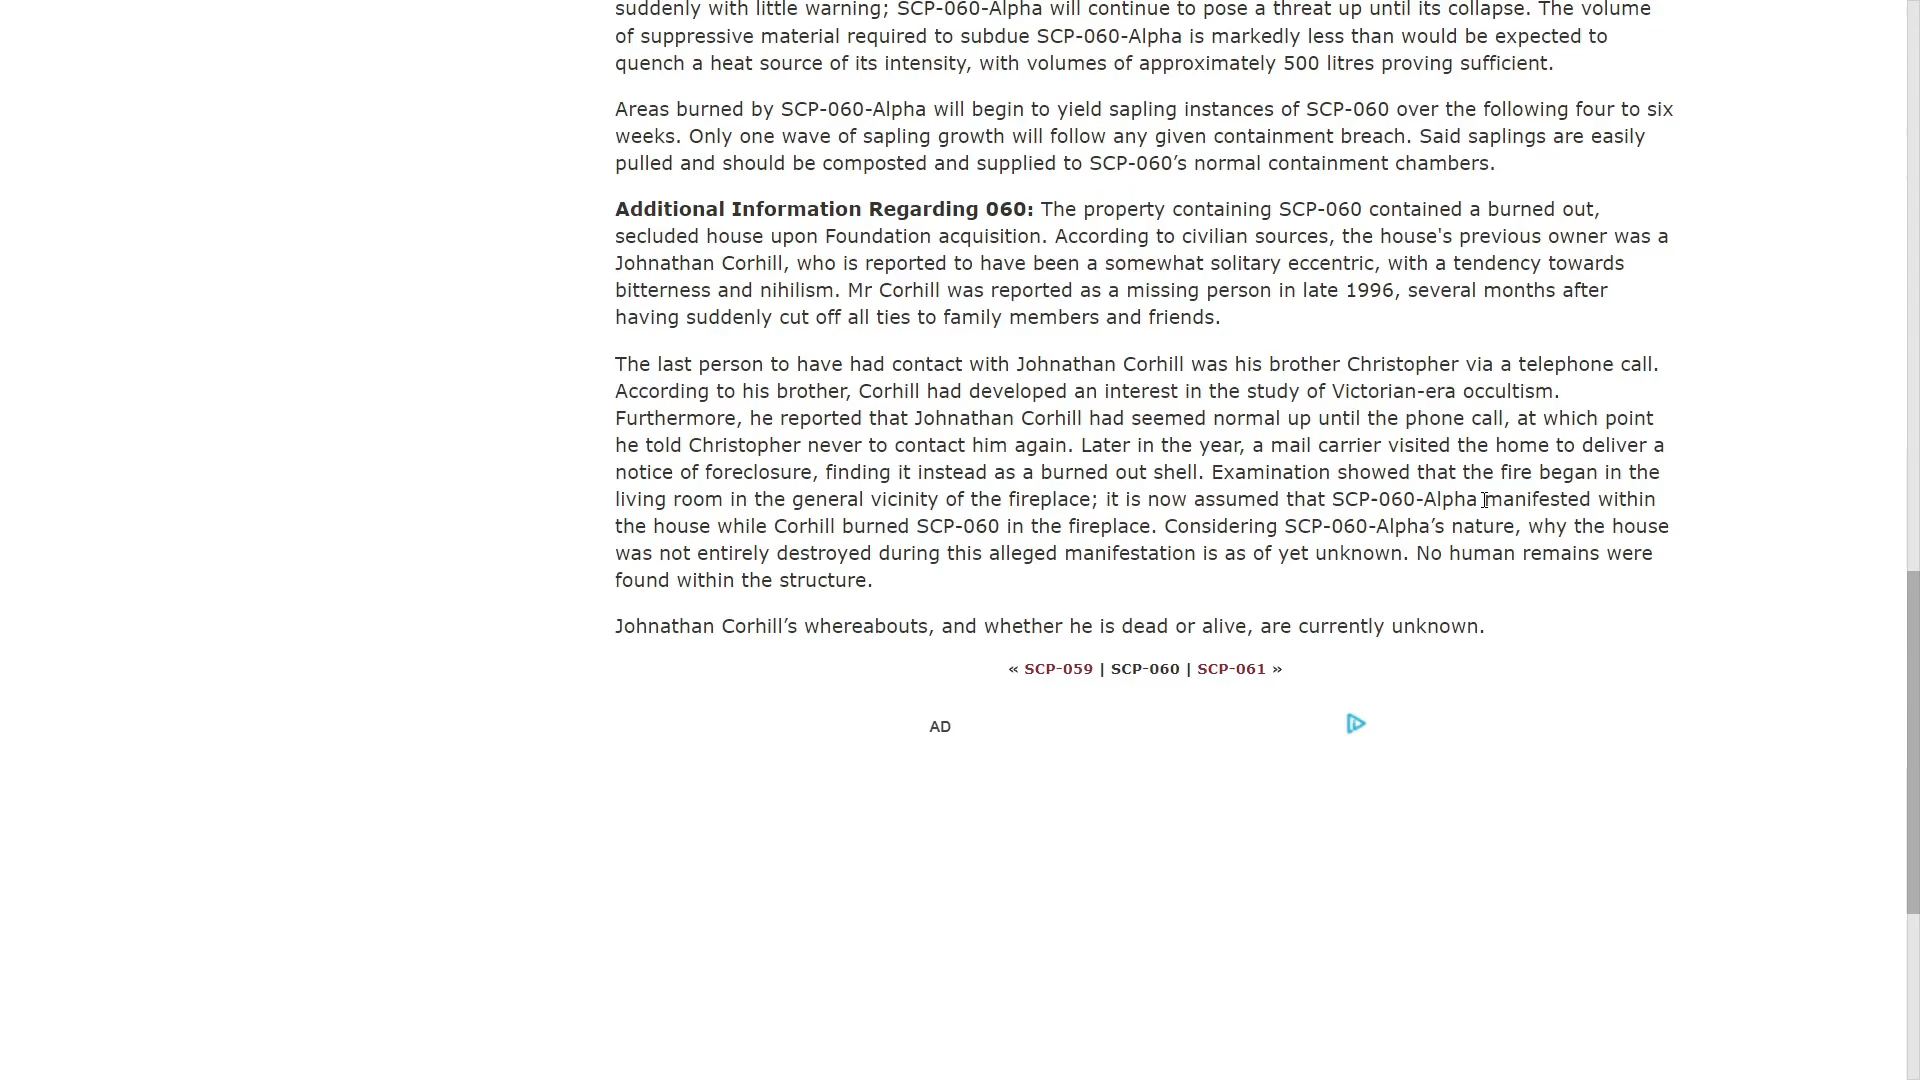 suddenly with little warning; SCP-060-Alpha will continue to pose a threat up until its collapse. The volume
of suppressive material required to subdue SCP-060-Alpha is markedly less than would be expected to
quench a heat source of its intensity, with volumes of approximately 500 litres proving sufficient.
Areas burned by SCP-060-Alpha will begin to yield sapling instances of SCP-060 over the following four to six
weeks. Only one wave of sapling growth will follow any given containment breach. Said saplings are easily
pulled and should be composted and supplied to SCP-060’s normal containment chambers.
Additional Information Regarding 060: The property containing SCP-060 contained a burned out,
secluded house upon Foundation acquisition. According to civilian sources, the house's previous owner was a
Johnathan Corhill, who is reported to have been a somewhat solitary eccentric, with a tendency towards
bitterness and nihilism. Mr Corhill was reported as a missing person in late 1996, several months after
having suddenly cut off all ties to family members and friends.
The last person to have had contact with Johnathan Corhill was his brother Christopher via a telephone call.
According to his brother, Corhill had developed an interest in the study of Victorian-era occultism.
Furthermore, he reported that Johnathan Corhill had seemed normal up until the phone call, at which point
he told Christopher never to contact him again. Later in the year, a mail carrier visited the home to deliver a
notice of foreclosure, finding it instead as a burned out shell. Examination showed that the fire began in the
living room in the general vicinity of the fireplace; it is now assumed that SCP-060-Alpha manifested within
the house while Corhill burned SCP-060 in the fireplace. Considering SCP-060-Alpha’s nature, why the house
was not entirely destroyed during this alleged manifestation is as of yet unknown. No human remains were
found within the structure.
Johnathan Corhill’s whereabouts, and whether he is dead or alive, are currently unknown.
« SCP-059 | SCP-060 | SCP-061 »
AD